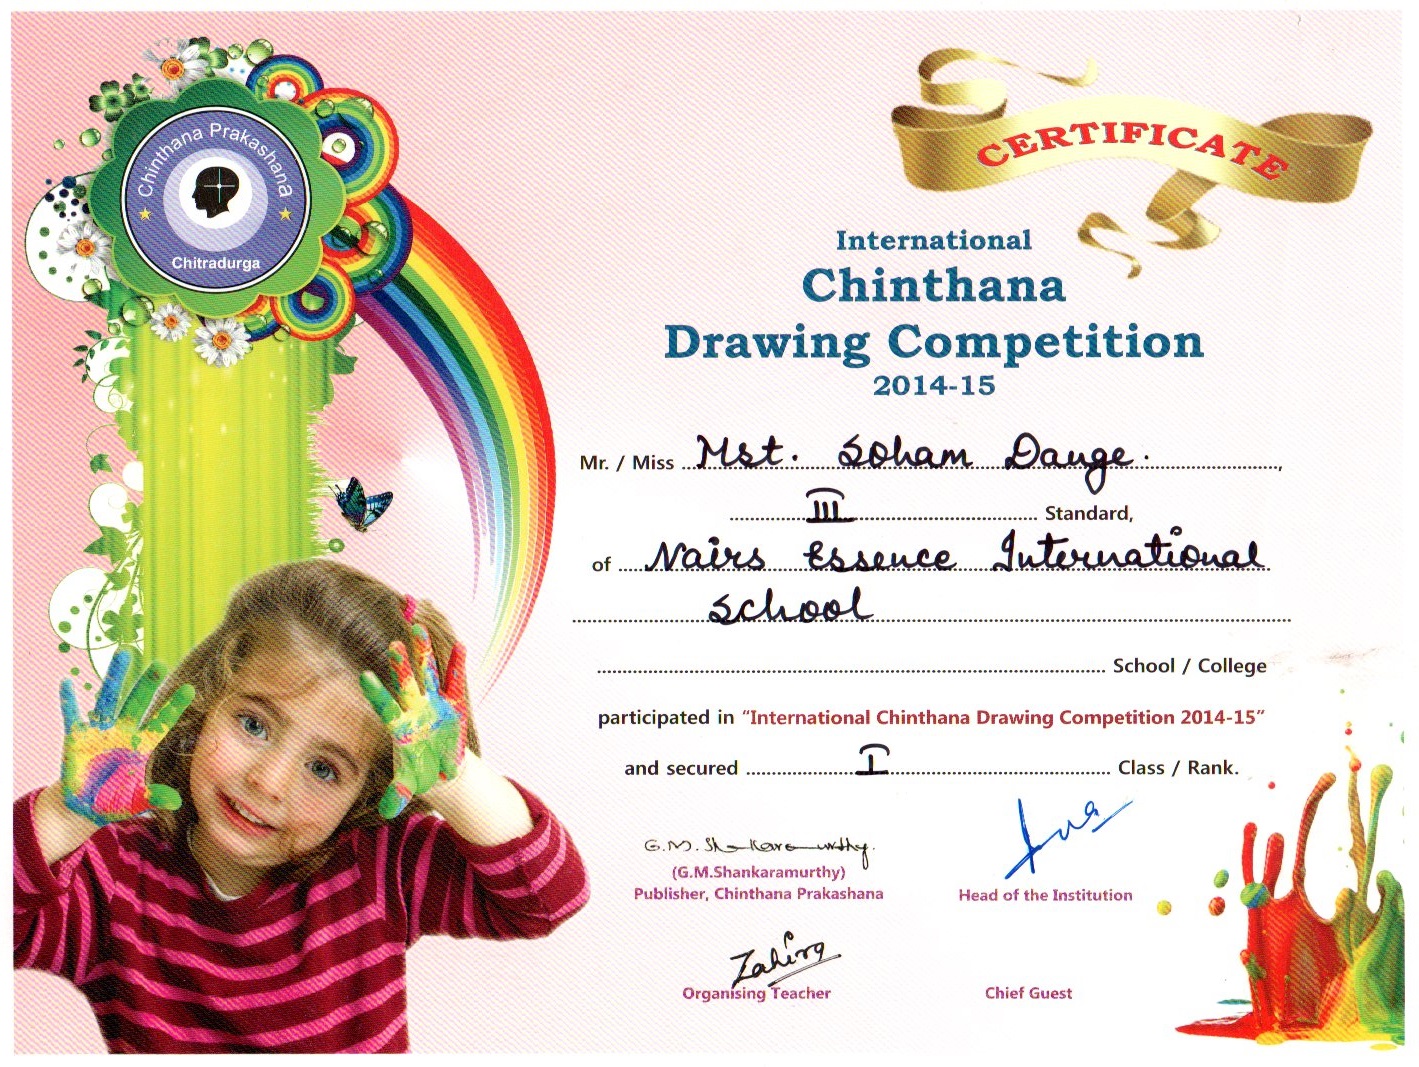 Chinthana Prakashana
Chitradurga
CERTIFICATE
International
Chinthana
Drawing Competition
2014-15
Mr. / Miss Mst. Soham Dauge.,
III Standard,
of Nairs Essence International
School
School / College
participated in "International Chinthana Drawing Competition 2014-15"
and secured I Class / Rank.
G.M. Shankaramurthy.
(G.M.Shankaramurthy)
Publisher, Chinthana Prakashana
Head of the Institution
Zahira
Organising Teacher
Chief Guest